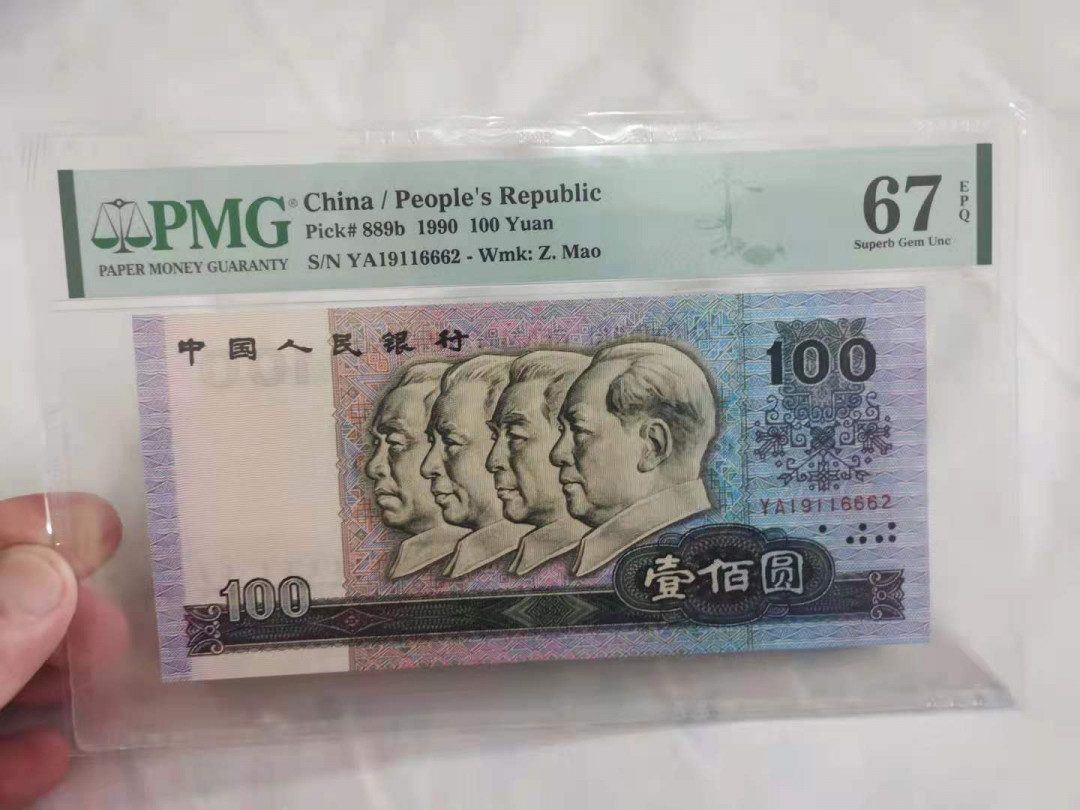 PMG®
PAPER MONEY GUARANTY
China / People's Republic
Pick# 889b 1990 100 Yuan
S/N YA19116662 - Wmk: Z. Mao
67 EPQ
Superb Gem Unc
中国人民银行
100
YA19116662
100
壹佰圆